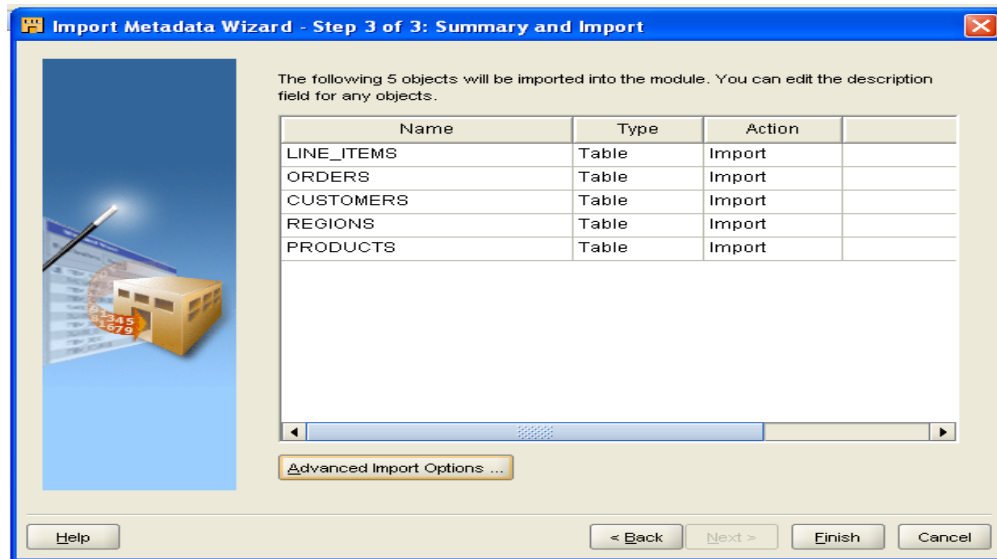 Import Metadata Wizard - Step 3 of 3: Summary and Import
The following 5 objects will be imported into the module. You can edit the description
field for any objects.
Name Type Action
LINE_ITEMS Table Import
ORDERS Table Import
CUSTOMERS Table Import
REGIONS Table Import
PRODUCTS Table Import
1345
1679
Advanced Import Options ...
Help < Back Next > Finish Cancel